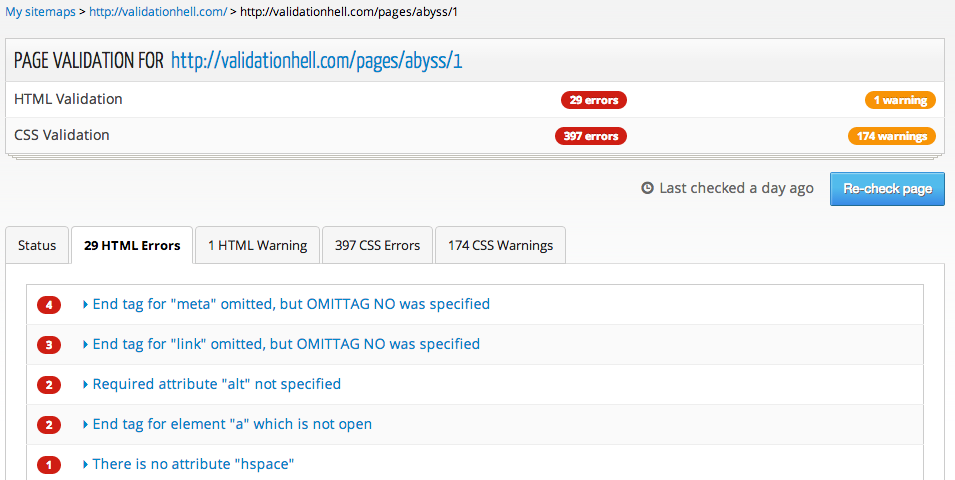 My sitemaps > http://validationhell.com/ > http://validationhell.com/pages/abyss/1
PAGE VALIDATION FOR http://validationhell.com/pages/abyss/1
HTML Validation 29 errors 1 warning
CSS Validation 397 errors 174 warnings
Last checked a day ago Re-check page
Status 29 HTML Errors 1 HTML Warning 397 CSS Errors 174 CSS Warnings
4 End tag for "meta" omitted, but OMITTAG NO was specified
3 End tag for "link" omitted, but OMITTAG NO was specified
2 Required attribute "alt" not specified
2 End tag for element "a" which is not open
1 There is no attribute "hspace"